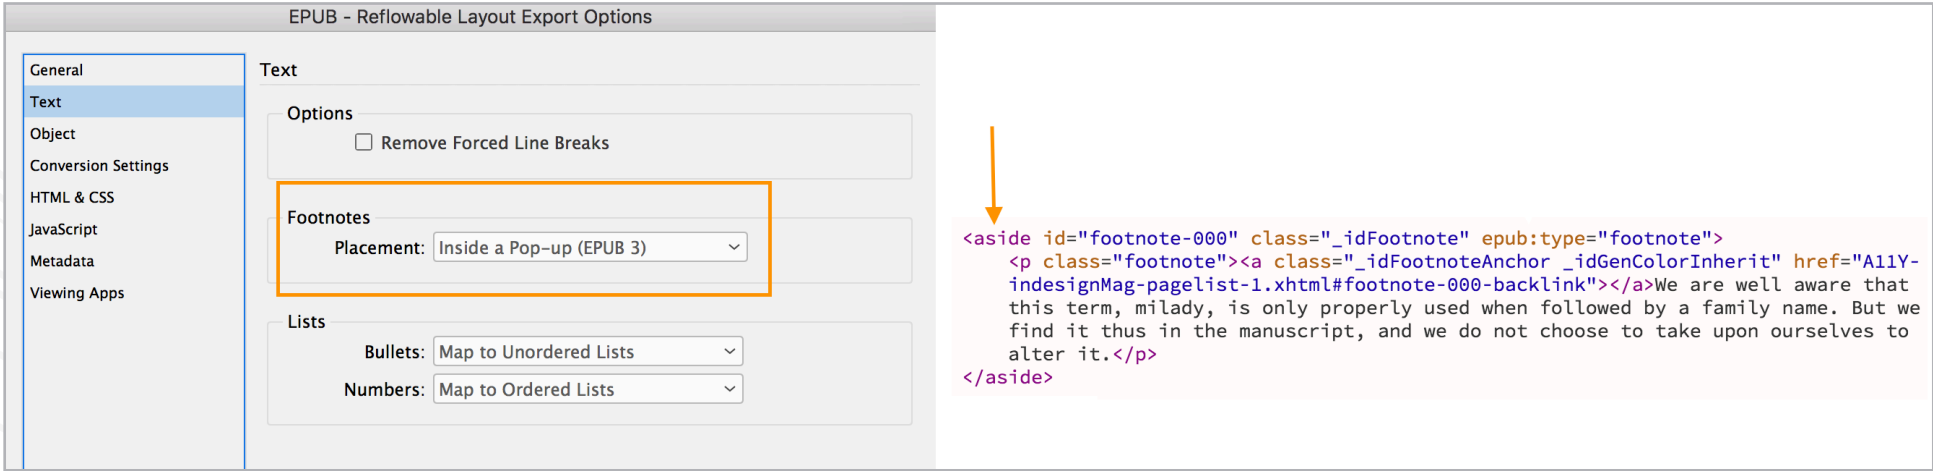 EPUB - Reflowable Layout Export Options
General
Text
Object
Conversion Settings
HTML & CSS
JavaScript
Metadata
Viewing Apps
Text
Options
Remove Forced Line Breaks
Footnotes
Placement: Inside a Pop-up (EPUB 3)
Lists
Bullets: Map to Unordered Lists
Numbers: Map to Ordered Lists
<aside id="footnote-000" class="_idFootnote" epub:type="footnote">
<p class="footnote"><a class="_idFootnoteAnchor _idGenColorInherit" href="A11Y-
indesignMag-pagelist-1.xhtml#footnote-000-backlink"></a>We are well aware that
this term, milady, is only properly used when followed by a family name. But we
find it thus in the manuscript, and we do not choose to take upon ourselves to
alter it.</p>
</aside>